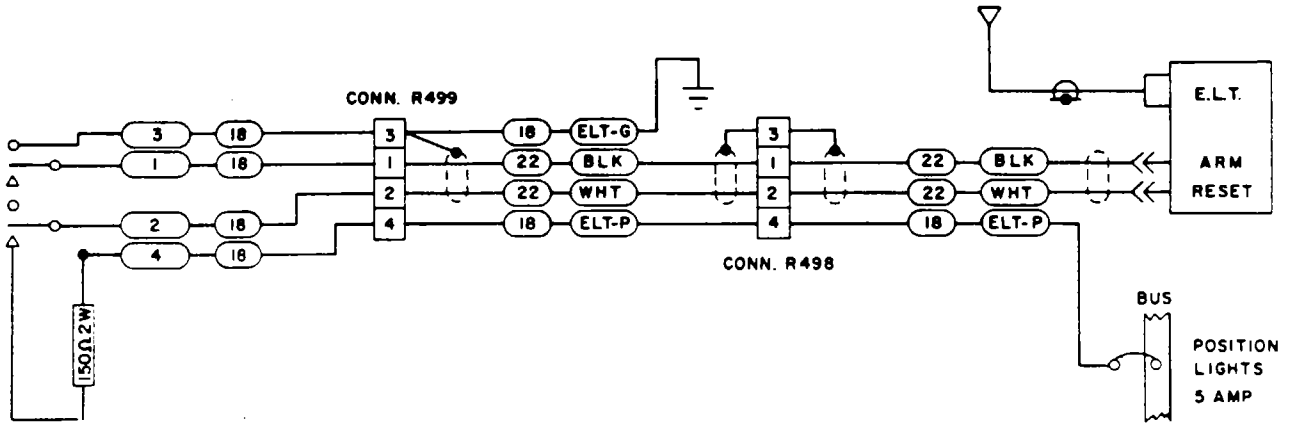 CONN. R499
E.L.T.
3 18 3 18 ELT-G 3
1 18 1 22 BLK 1 22 BLK ARM
2 22 WHT 2 22 WHT RESET
2 18 4 18 ELT-P 4 18 ELT-P
4 18
CONN. R498
BUS
150Ω2W
POSITION
LIGHTS
5 AMP